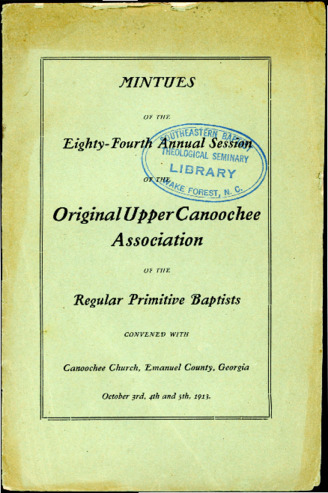 MINTUES
OF THE
Eighty-Fourth Annual Session
OF THE
Original Upper Canoochee
Association
OF THE
Regular Primitive Baptists
CONVENED WITH
Canoochee Church, Emanuel County, Georgia
October 3rd, 4th and 5th, 1913.
SOUTHEASTERN
THEOLOGICAL SEMINARY
LIBRARY
WAKE FOREST, N. C.